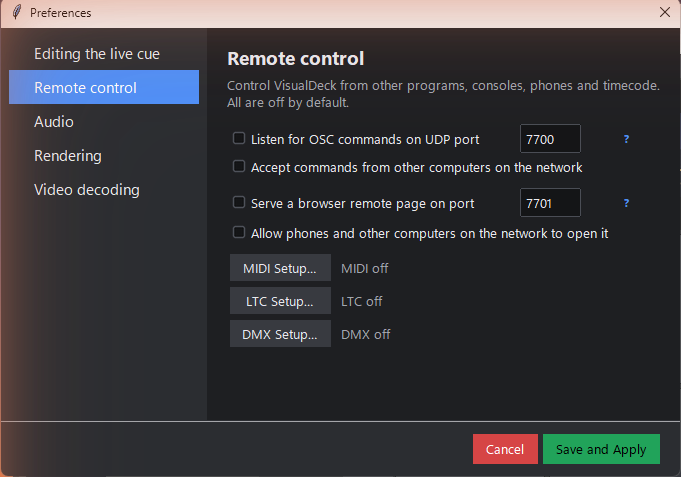 Preferences
Editing the live cue
Remote control
Audio
Rendering
Video decoding
Remote control
Control VisualDeck from other programs, consoles, phones and timecode.
All are off by default.
Listen for OSC commands on UDP port 7700 ?
Accept commands from other computers on the network
Serve a browser remote page on port 7701 ?
Allow phones and other computers on the network to open it
MIDI Setup... MIDI off
LTC Setup... LTC off
DMX Setup... DMX off
Cancel Save and Apply